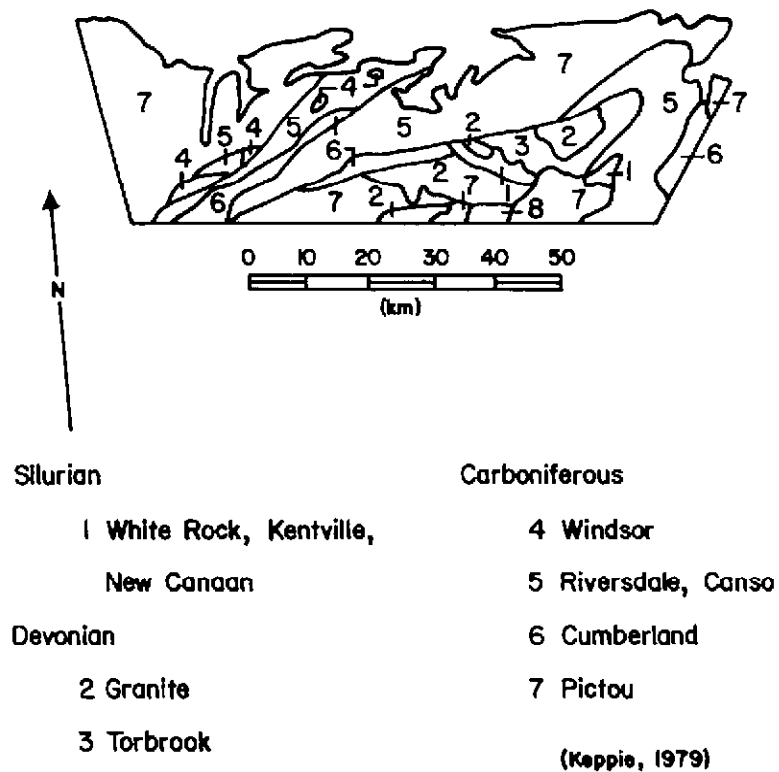 7
4
7
5
7
4
5
4
5
2
3
2
6
4
6
7
2
6
1
7
2
7
1
8
7
N
0 10 20 30 40 50
(km)
Silurian
1 White Rock, Kentville,
New Canaan
Devonian
2 Granite
3 Torbrook
Carboniferous
4 Windsor
5 Riversdale, Canso
6 Cumberland
7 Pictou
(Keppie, 1979)